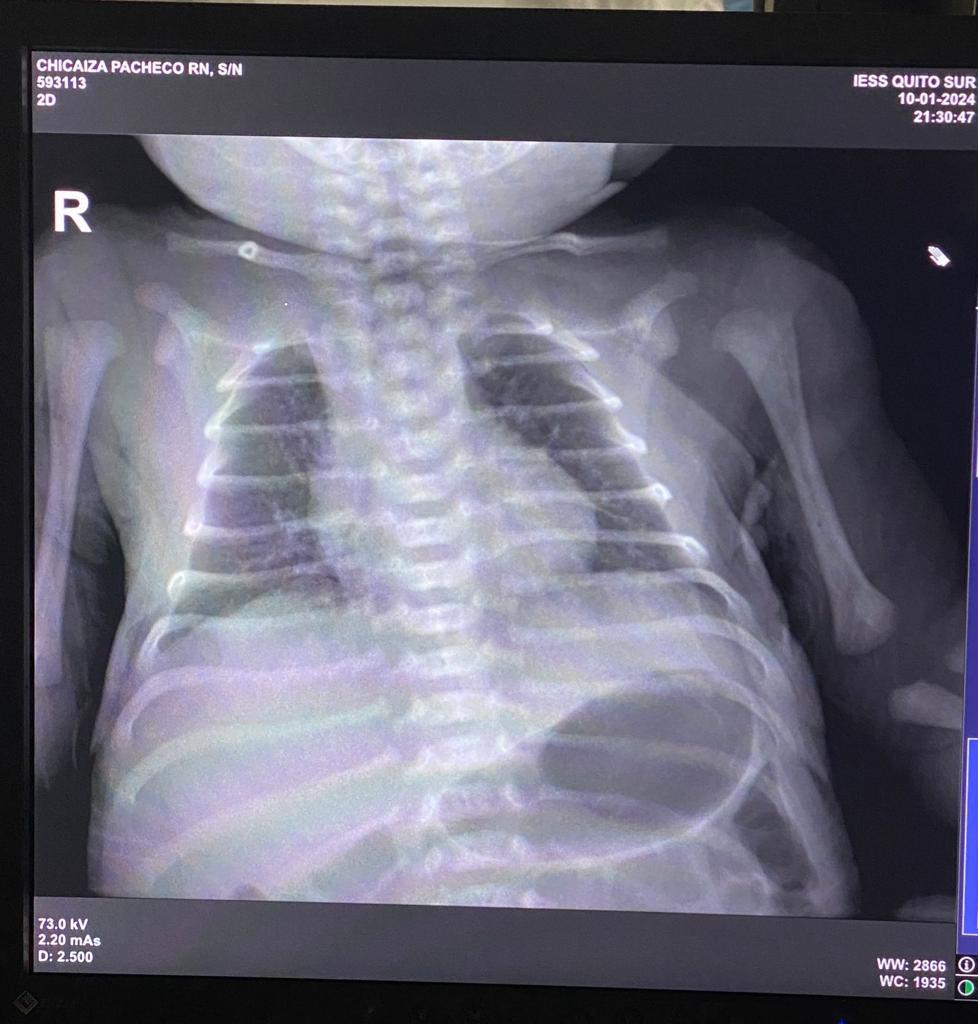 CHICAIZA PACHECO RN, S/N
593113
2D
IESS QUITO SUR
10-01-2024
21:30:47
R
73.0 kV
2.20 mAs
D: 2.500
WW: 2866
WC: 1935